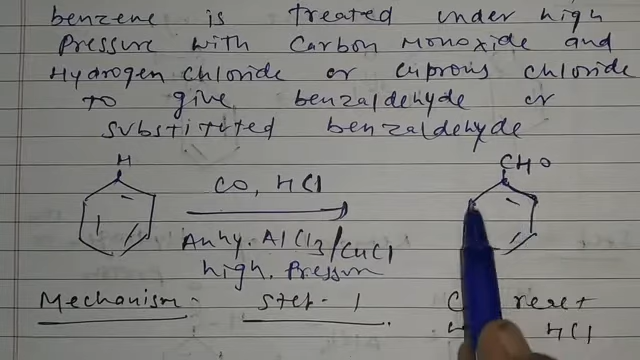 benzene is treated under high
pressure with Carbon Monoxide and
Hydrogen chloride or cuprous chloride
to give benzaldehyde or
substituted benzaldehyde
H
CHO
CO, HCl
Anhy. AlCl3/CuCl
high. Pressure
Mechanism - Step - 1
HCl